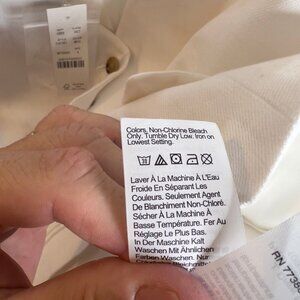 Colors, Non-Chlorine Bleach
Only. Tumble Dry Low. Iron on
Lowest Setting.
Laver À La Machine À L'Eau
Froide En Séparant Les
Couleurs. Seulement Agent
De Blanchiment Non-Chloré.
Sécher À La Machine À
Basse Température. Fer Au
Réglage Le Plus Bas.
In Der Maschine Kalt
Waschen Mit Ähnlichen
Farben Waschen. Nur
RN 7738